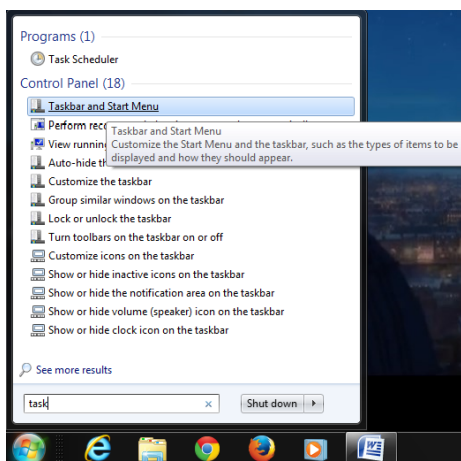 Programs (1)
Task Scheduler
Control Panel (18)
Taskbar and Start Menu
Perform
Taskbar and Start Menu
View
Customize the Start Menu and the taskbar, such as the types of items to be
displayed and how they should appear.
Auto-hide
Customize the taskbar
Group similar windows on the taskbar
Lock or unlock the taskbar
Turn toolbars on the taskbar on or off
Customize icons on the taskbar
Show or hide inactive icons on the taskbar
Show or hide the notification area on the taskbar
Show or hide volume (speaker) icon on the taskbar
Show or hide clock icon on the taskbar
See more results
task
Shut down